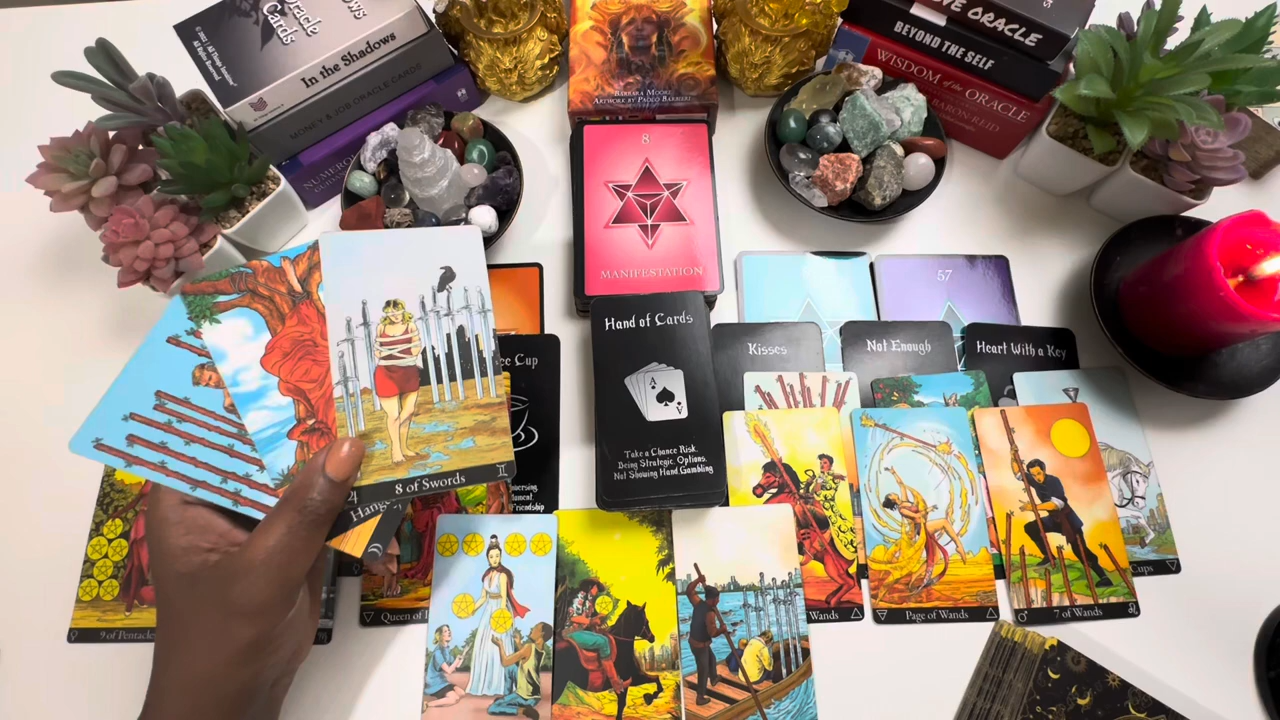 Oracle
Cards
In the Shadows
MONEY & JOB ORACLE CARDS
BARBARA MOORE
ARTWORK BY PAOLO BARBIERI
ORACLE
BEYOND THE SELF
WISDOM of the
ORACLE
8
MANIFESTATION
57
Hand of Cards
A
A
Take a Chance Risk,
Being Strategic, Options,
Not Showing Hand Gambling
Kisses
Not Enough
Heart With a Key
Cup
8 of Swords
9 of Pentacle
Queen of
Wands
Page of Wands
7 of Wands
Cups